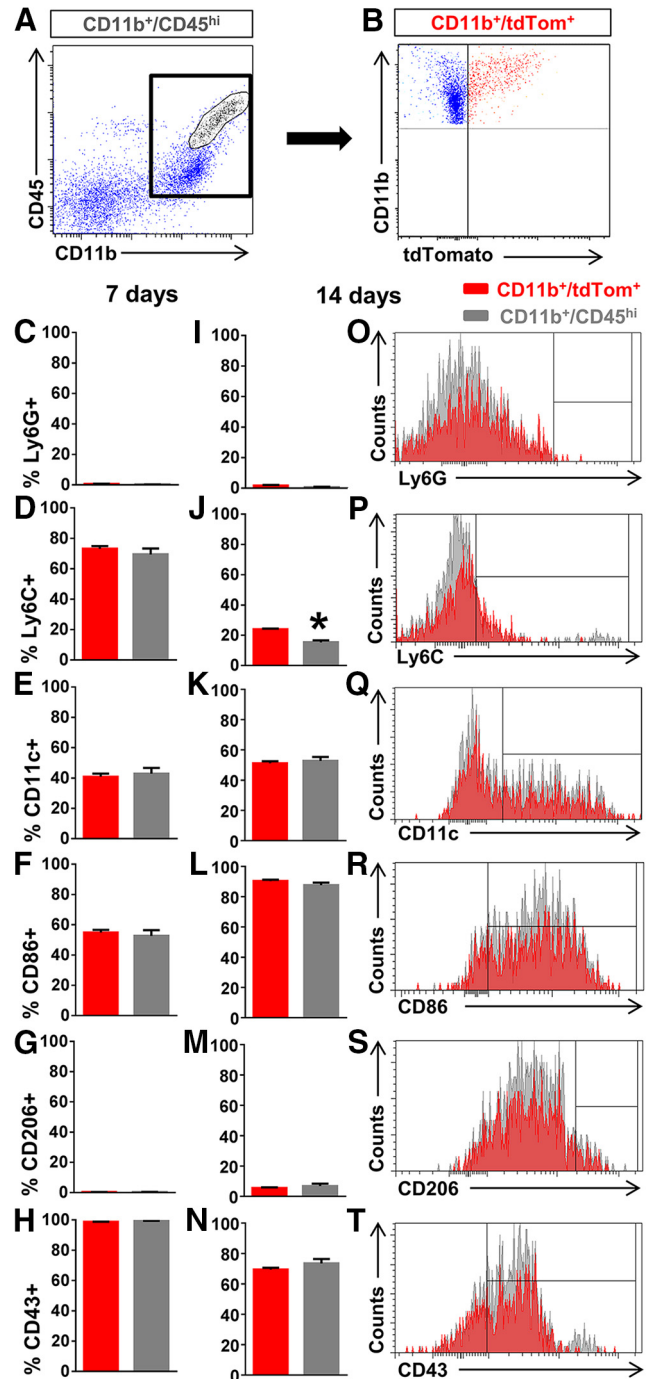 A
CD11b+/CD45hi
CD45
CD11b
B
CD11b+/tdTom+
CD11b
tdTomato
7 days
14 days
CD11b+/tdTom+
CD11b+/CD45hi
C
% Ly6G+
100
80
60
40
20
0
I
100
80
60
40
20
0
O
Counts
Ly6G
D
% Ly6C+
100
80
60
40
20
0
J
100
80
60
40
20
0
*
P
Counts
Ly6C
E
% CD11c+
100
80
60
40
20
0
K
100
80
60
40
20
0
Q
Counts
CD11c
F
% CD86+
100
80
60
40
20
0
L
100
80
60
40
20
0
R
Counts
CD86
G
% CD206+
100
80
60
40
20
0
M
100
80
60
40
20
0
S
Counts
CD206
H
% CD43+
100
80
60
40
20
0
N
100
80
60
40
20
0
T
Counts
CD43